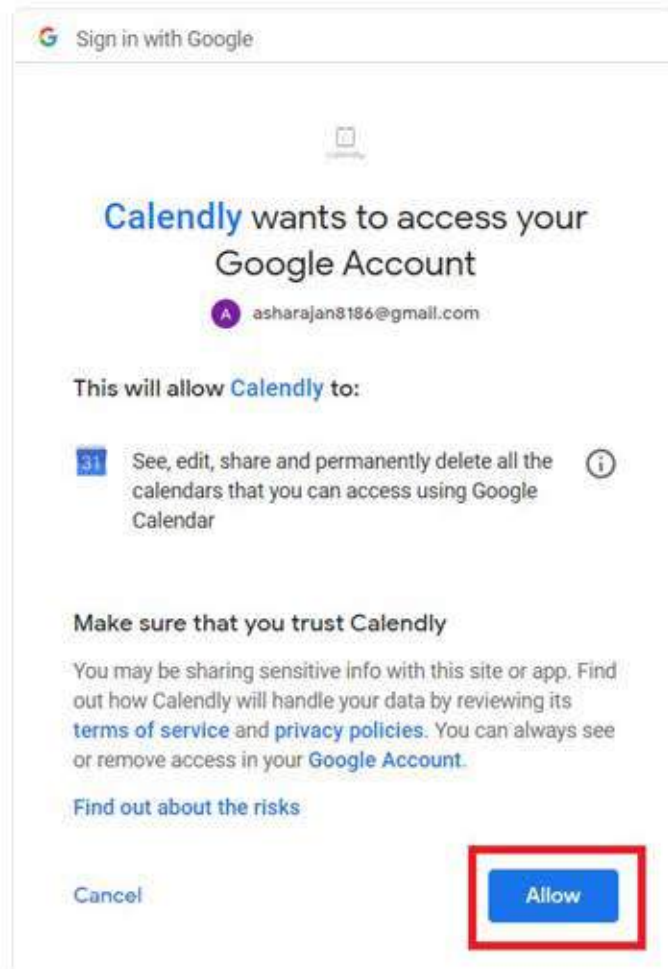 Sign in with Google
Calendly wants to access your
Google Account
A asharajan8186@gmail.com
This will allow Calendly to:
31 See, edit, share and permanently delete all the
calendars that you can access using Google
Calendar
Make sure that you trust Calendly
You may be sharing sensitive info with this site or app. Find
out how Calendly will handle your data by reviewing its
terms of service and privacy policies. You can always see
or remove access in your Google Account.
Find out about the risks
Cancel
Allow